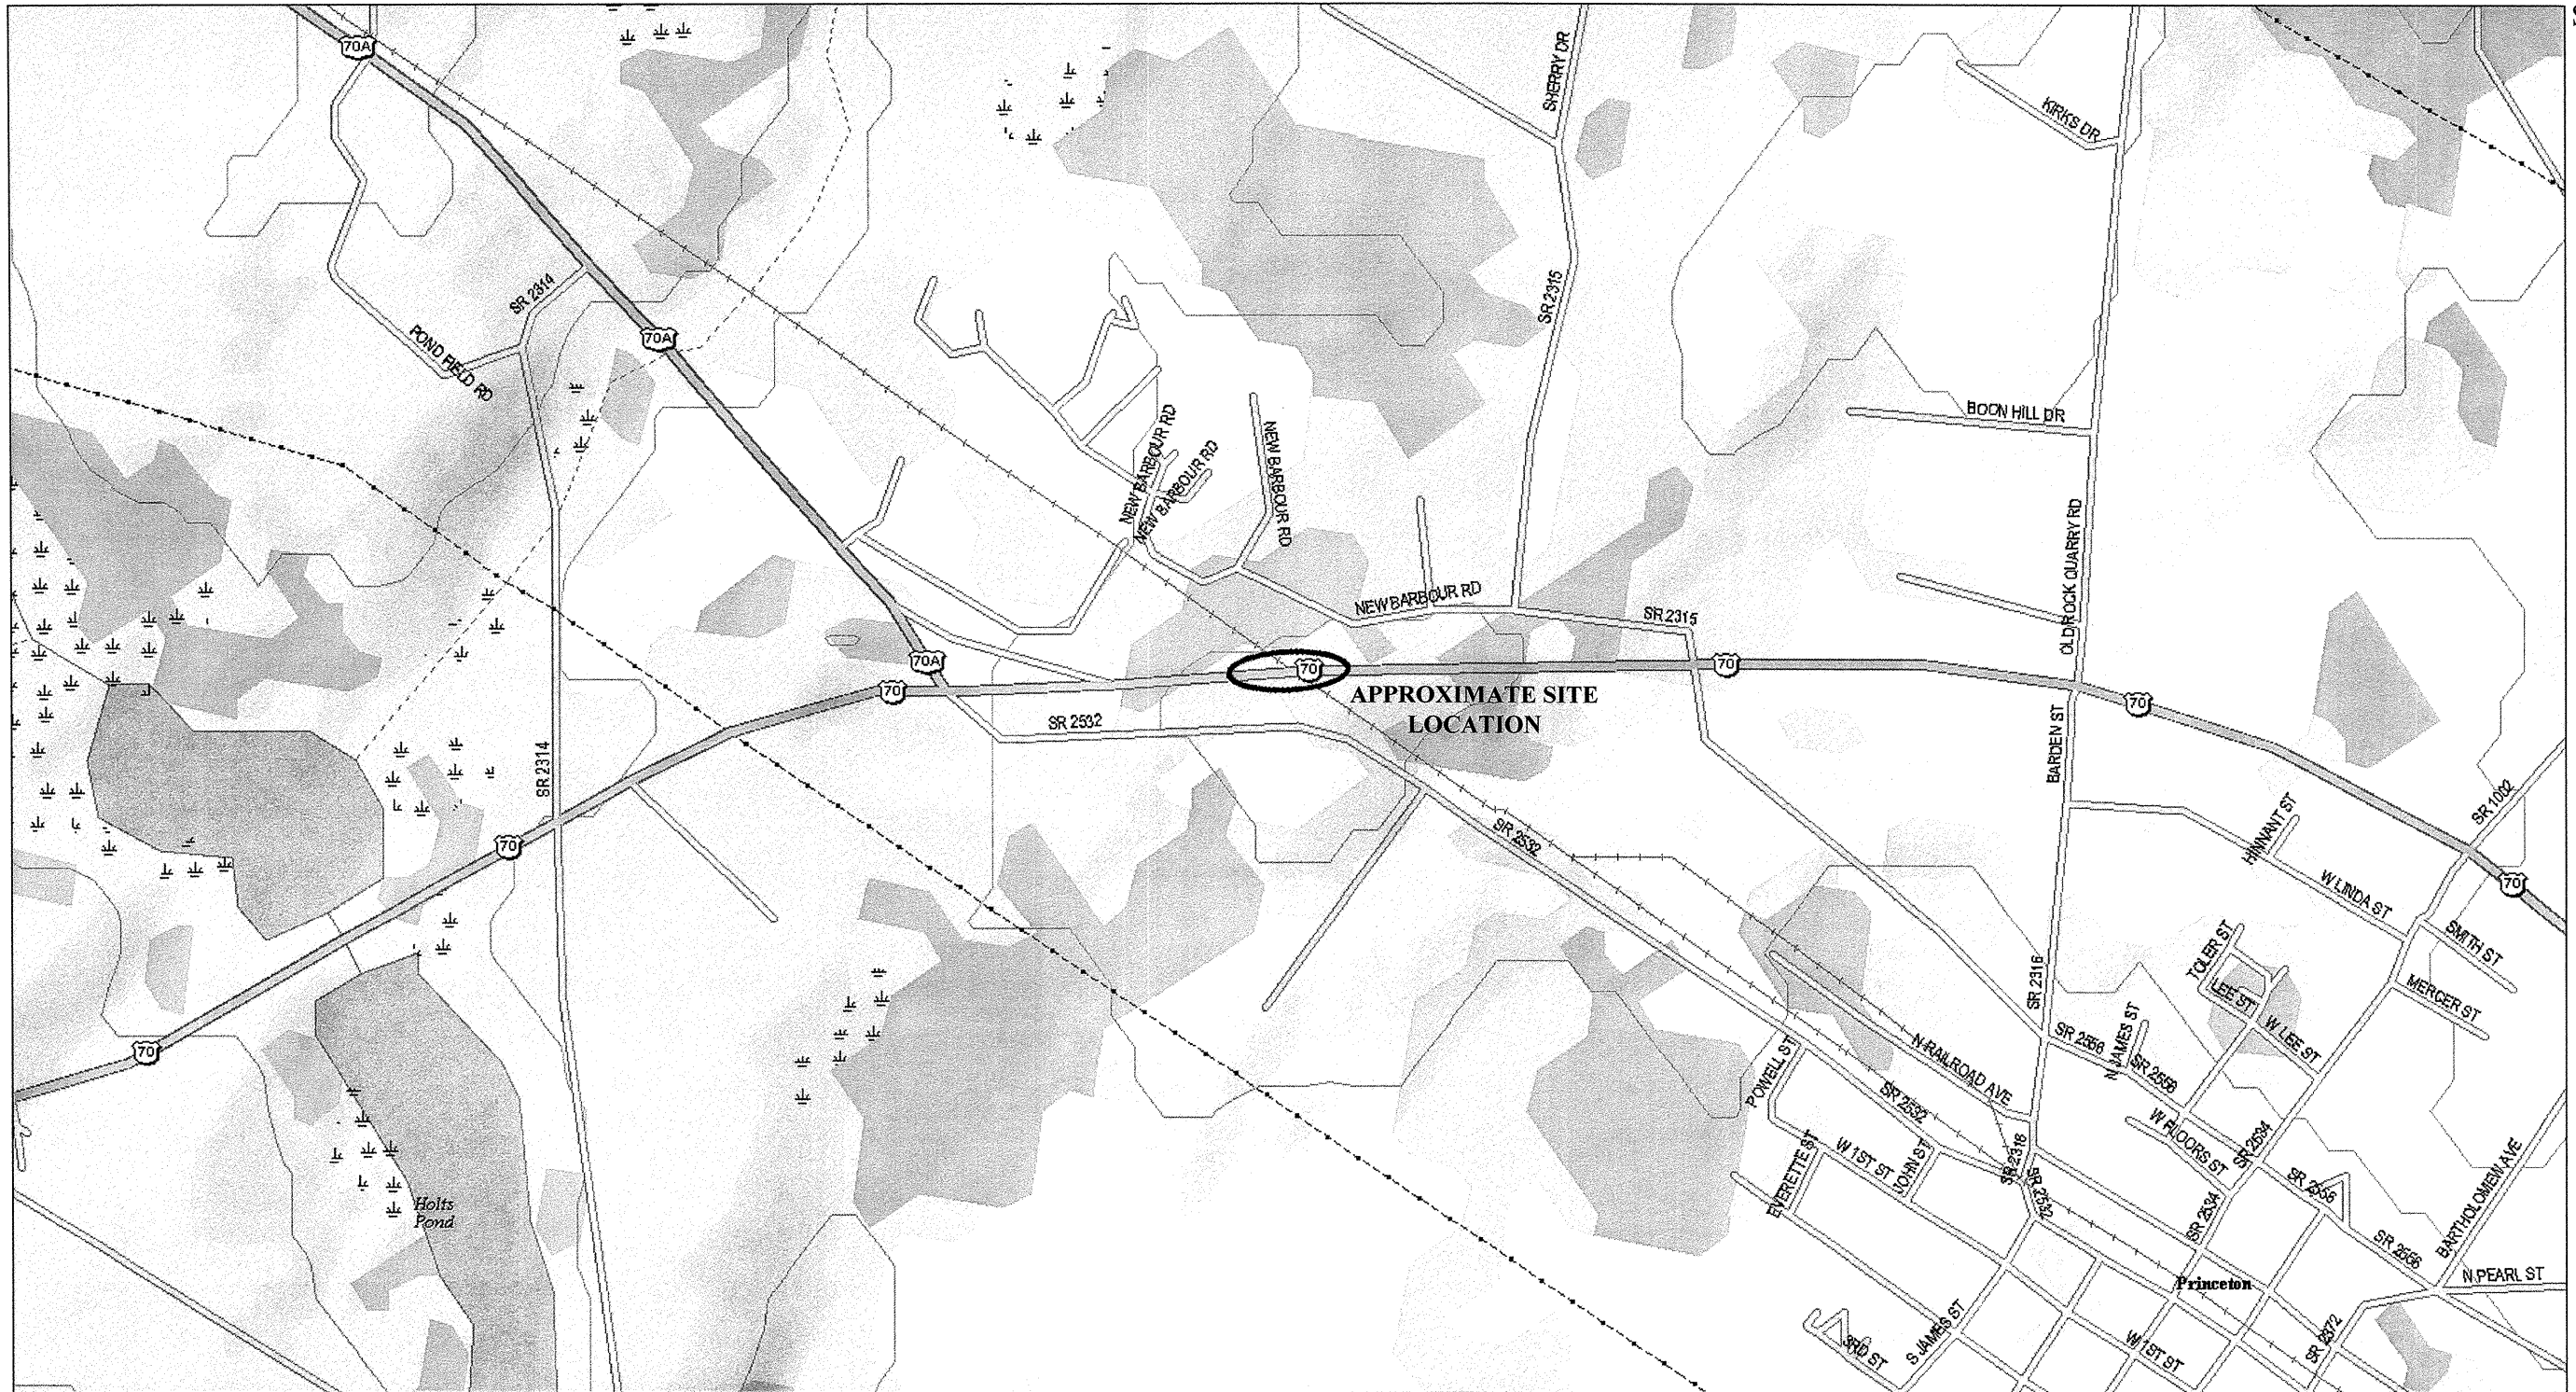 70A
SHERRY DR
KIRKS DR
SR 2314
SR 2315
70A
POND FIELD RD
BOON HILL DR
NEW BARBOUR RD
NEW BARBOUR RD
NEW BARBOUR RD
OLD ROCK QUARRY RD
NEW BARBOUR RD
SR 2315
70A
70
70
70
APPROXIMATE SITE
LOCATION
70
SR 2532
BARDEN ST
SR 2314
SR 1002
HINNANT ST
70
SR 2532
70
W LINDA ST
SMITH ST
TOLER ST
SR 2316
LEE ST
MERCER ST
70
N JAMES ST
SR 2556
W LEE ST
N RAILROAD AVE
POWELL ST
SR 2556
SR 2532
W FLOORS ST
SR 2534
EVERETTE ST
W 1ST ST
JOHN ST
SR 2316
SR 2532
SR 2556
BARTHOLOMEW AVE
Holts
Pond
SR 2534
SR 2556
N PEARL ST
Princeton
3RD ST
S JAMES ST
W 1ST ST
SR 2372